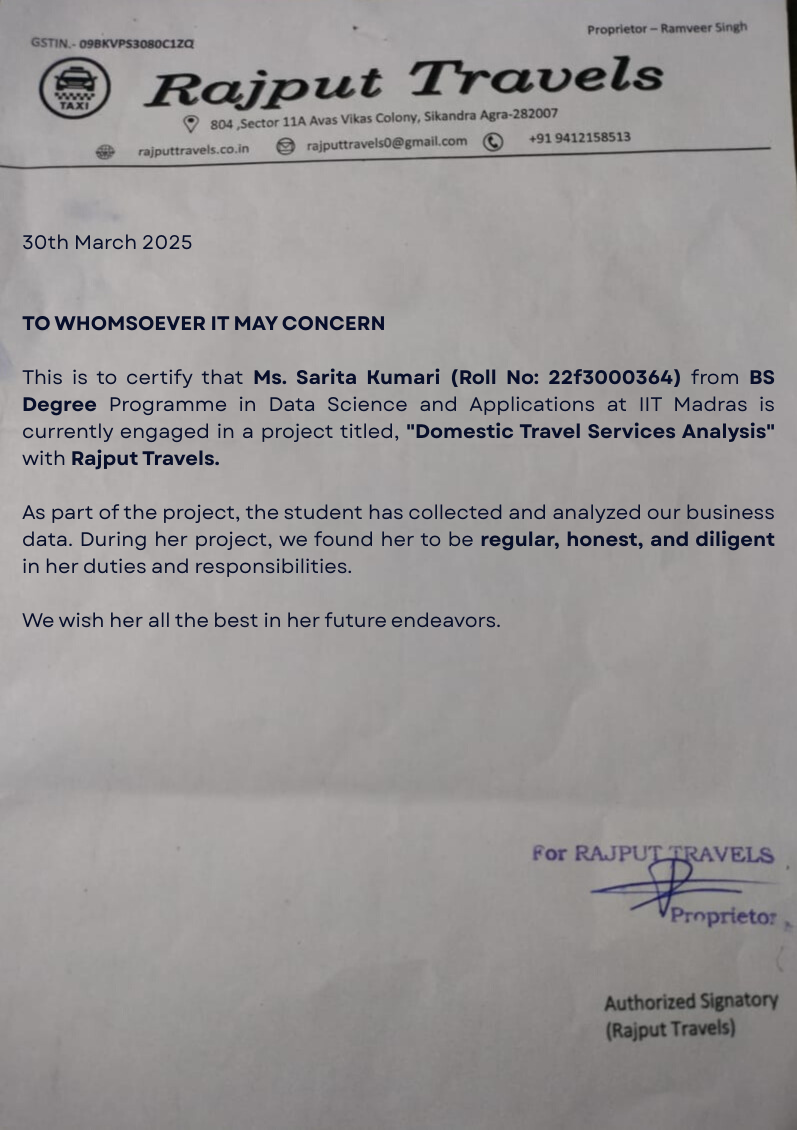 GSTIN.- 09BKVPS3080C1ZQ
Proprietor – Ramveer Singh
TAXI
Rajput Travels
804 ,Sector 11A Avas Vikas Colony, Sikandra Agra-282007
rajputtravels.co.in rajputtravels0@gmail.com +91 9412158513
30th March 2025
TO WHOMSOEVER IT MAY CONCERN
This is to certify that Ms. Sarita Kumari (Roll No: 22f3000364) from BS
Degree Programme in Data Science and Applications at IIT Madras is
currently engaged in a project titled, "Domestic Travel Services Analysis"
with Rajput Travels.
As part of the project, the student has collected and analyzed our business
data. During her project, we found her to be regular, honest, and diligent
in her duties and responsibilities.
We wish her all the best in her future endeavors.
For RAJPUT TRAVELS
Proprietor
Authorized Signatory
(Rajput Travels)